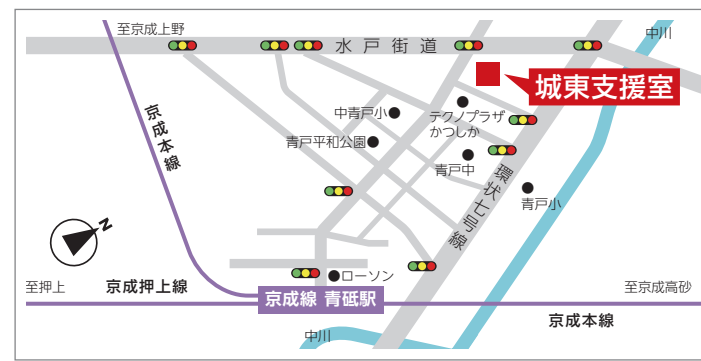 至京成上野
中川
水戸街道
城東支援室
京成本線
中青戸小
テクノプラザ
かつしか
青戸平和公園
青戸中
環状七号線
青戸小
N
ローソン
至押上
京成押上線
京成線 青砥駅
至京成高砂
京成本線
中川